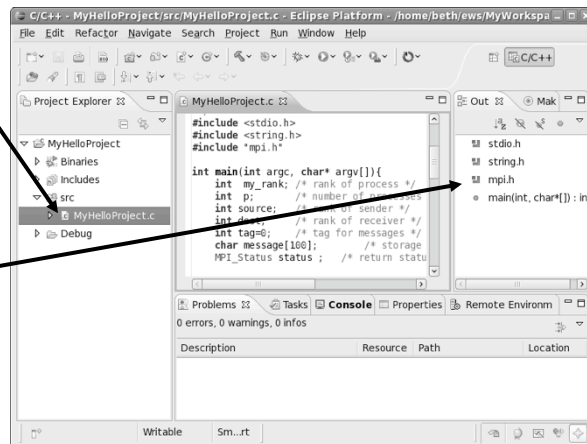 C/C++ - MyHelloProject/src/MyHelloProject.c - Eclipse Platform - /home/beth/ews/MyWorkspa
File Edit Refactor Navigate Search Project Run Window Help
C/C++
Project Explorer
MyHelloProject
Binaries
Includes
src
MyHelloProject.c
Debug
MyHelloProject.c
#include <stdio.h>
#include <string.h>
#include "mpi.h"
int main(int argc, char* argv[]){
int my_rank; /* rank of process */
int p; /* number of processes
int source; /* rank of sender */
int dest; /* rank of receiver */
int tag=0; /* tag for messages */
char message[100]; /* storage
MPI_Status status ; /* return statu
Out Mak
stdio.h
string.h
mpi.h
main(int, char*[]) : in
Problems Tasks Console Properties Remote Environm
0 errors, 0 warnings, 0 infos
Description Resource Path Location
Writable Sm...rt